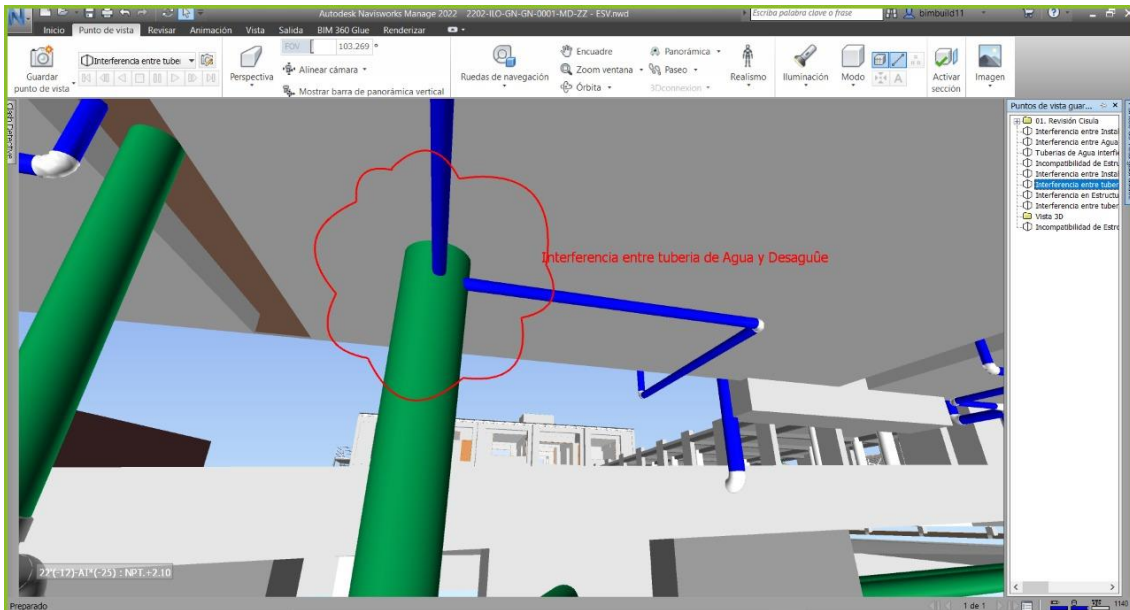 Autodesk Navisworks Manage 2022 2202-ILO-GN-GN-0001-MD-ZZ - ESV.nwd
Escriba palabra clave o frase
bimbuild11
Inicio Punto de vista Revisar Animación Vista Salida BIM 360 Glue Renderizar
Interferencia entre tube
Guardar
punto de vista
Perspectiva
FOV 103.269 °
Alinear cámara
Mostrar barra de panorámica vertical
Ruedas de navegación
Encuadre
Zoom ventana
Órbita
Panorámica
Paseo
3Dconnexion
Realismo
Iluminación
Modo
Activar
sección
Imagen
Clash Detective
Puntos de vista guar...
01. Revisión Cisula
Interferencia entre Instal
Interferencia entre Agua
Tuberias de Agua interfie
Incompatibilidad de Estru
Interferencia entre Instal
Interferencia entre tuber
Interferencia en Estructu
Interferencia entre tuber
Vista 3D
Incompatibilidad de Estru
Interferencia entre tuberia de Agua y Desagüûe
22'(-12)-AI*(-25) : NPT.+2.10
Preparado
1 de 1
1143